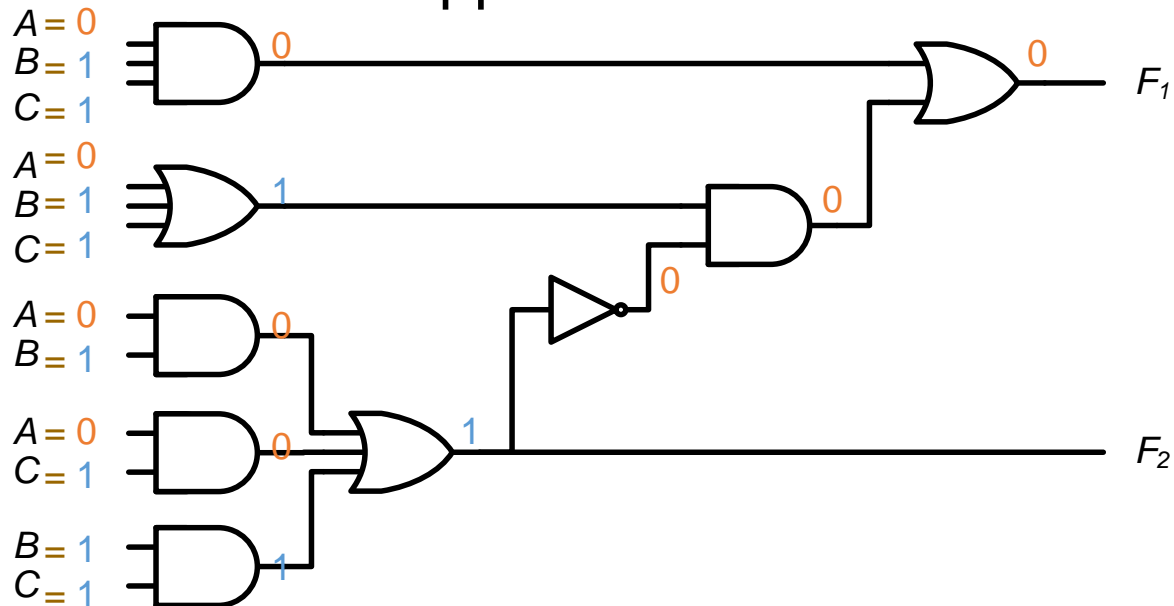 A = 0
0
0
B = 1
F1
C = 1
A = 0
1
B = 1
0
C = 1
0
A = 0
0
B = 1
A = 0
1
0
C = 1
F2
B = 1
1
C = 1